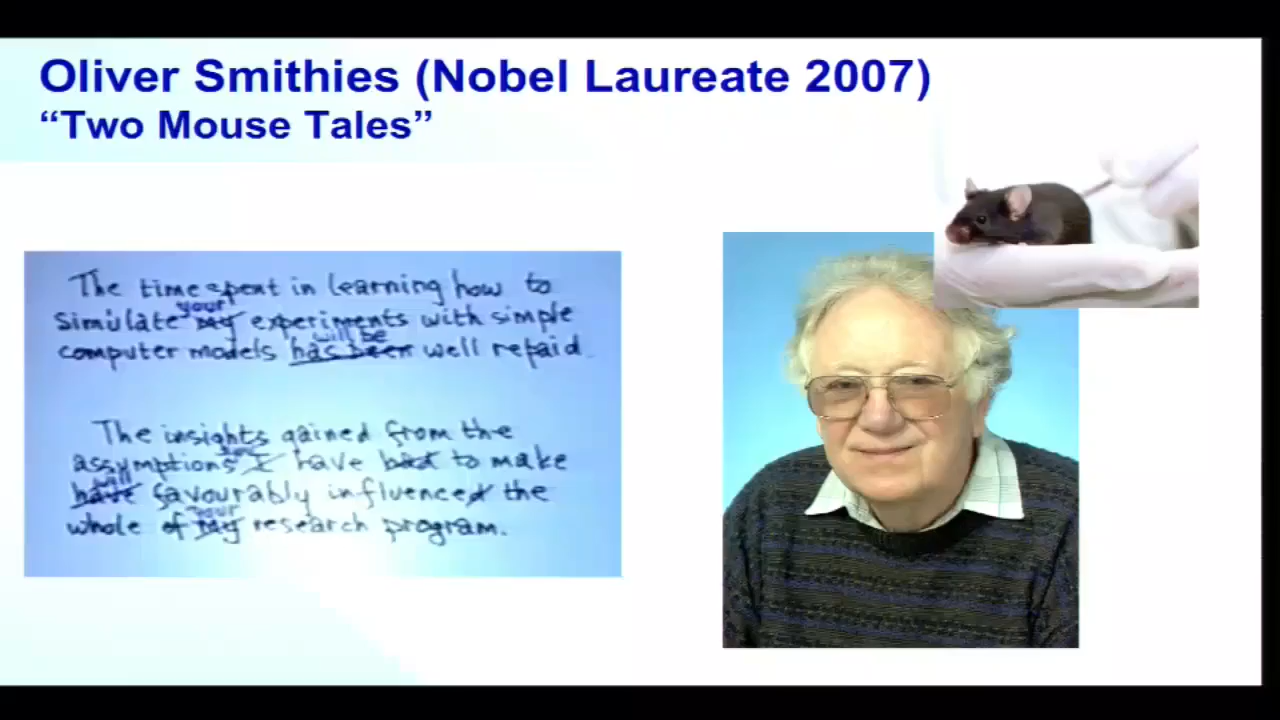 Oliver Smithies (Nobel Laureate 2007)
“Two Mouse Tales”
The time spent in learning how to
your
simulate my experiments with simple
will be
computer models has been well repaid
The insights gained from the
you
assumptions I have had to make
will
have favourably influenced the
your
whole of my research program.